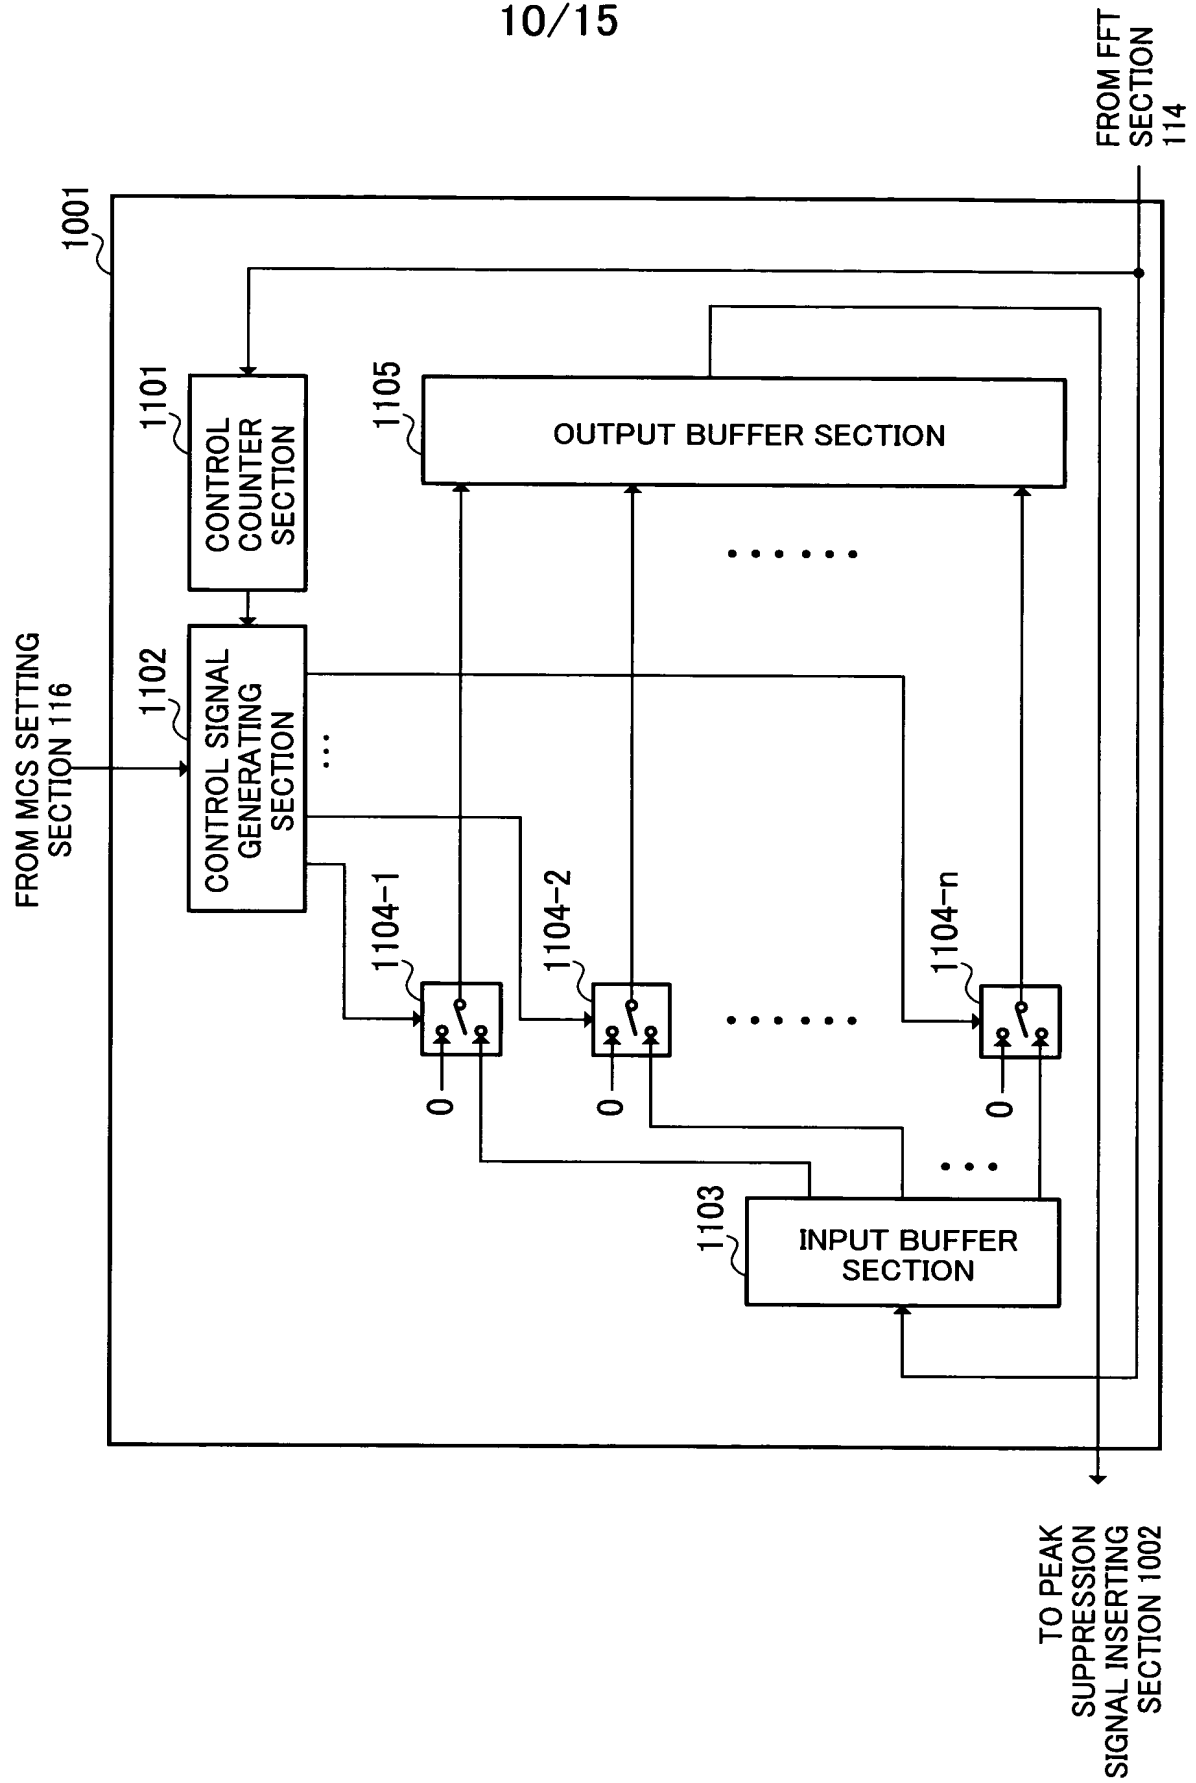 10/15
FROM MCS SETTING
SECTION 116
1001
1102
CONTROL SIGNAL
GENERATING
SECTION
1101
CONTROL
COUNTER
SECTION
1104-1
0
1104-2
0
1104-n
0
1103
INPUT BUFFER
SECTION
1105
OUTPUT BUFFER SECTION
FROM FFT
SECTION
114
TO PEAK
SUPPRESSION
SIGNAL INSERTING
SECTION 1002